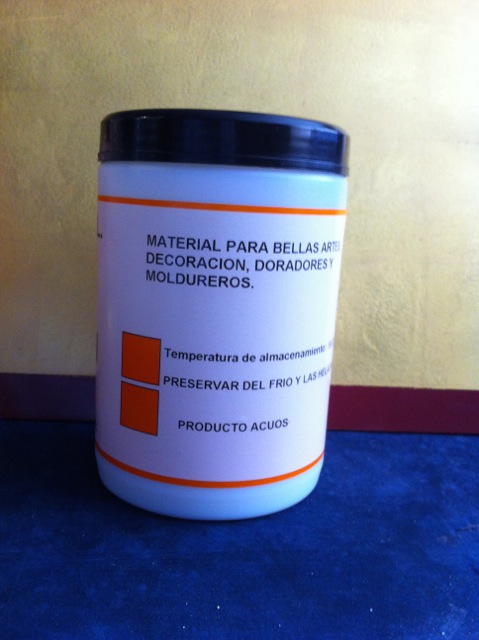 MATERIAL PARA BELLAS ARTES
DECORACION, DORADORES Y
MOLDUREROS.
Temperatura de almacenamiento
PRESERVAR DEL FRIO Y LAS
PRODUCTO ACUOS